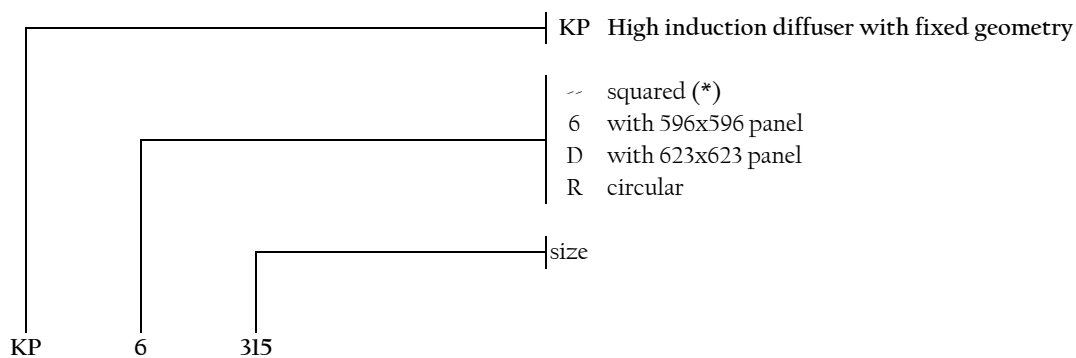 KP High induction diffuser with fixed geometry
-- squared (*)
6 with 596x596 panel
D with 623x623 panel
R circular
size
KP 6 315